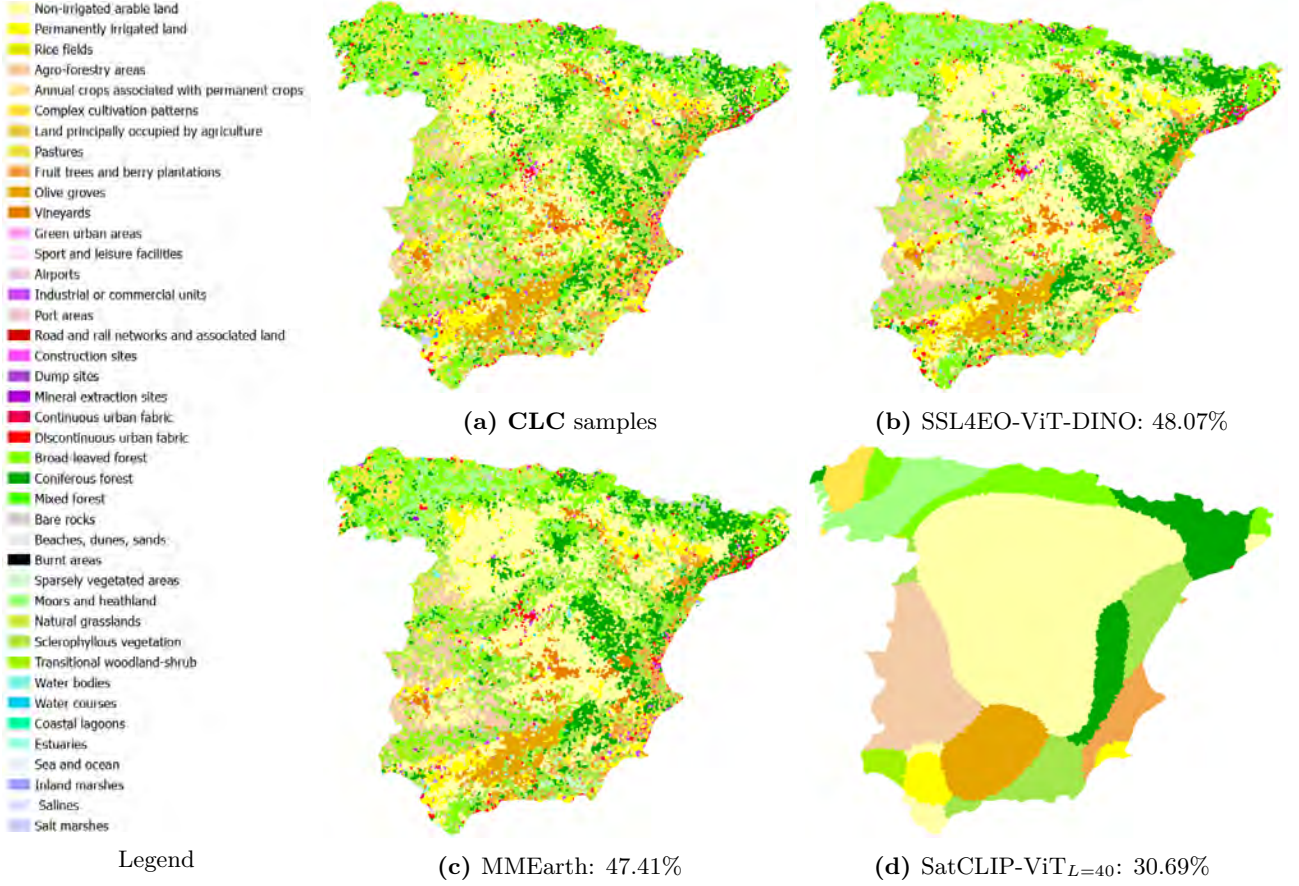 Non-irrigated arable land
Permanently irrigated land
Rice fields
Agro-forestry areas
Annual crops associated with permanent crops
Complex cultivation patterns
Land principally occupied by agriculture
Pastures
Fruit trees and berry plantations
Olive groves
Vineyards
Green urban areas
Sport and leisure facilities
Airports
Industrial or commercial units
Port areas
Road and rail networks and associated land
Construction sites
Dump sites
Mineral extraction sites
Continuous urban fabric
Discontinuous urban fabric
Broad-leaved forest
Coniferous forest
Mixed forest
Bare rocks
Beaches, dunes, sands
Burnt areas
Sparsely vegetated areas
Moors and heathland
Natural grasslands
Sclerophyllous vegetation
Transitional woodland-shrub
Water bodies
Water courses
Coastal lagoons
Estuaries
Sea and ocean
Inland marshes
Salines
Salt marshes
Legend
(a) CLC samples
(b) SSL4EO-ViT-DINO: 48.07%
(c) MMEarth: 47.41%
(d) SatCLIP-ViT_{L=40}: 30.69%